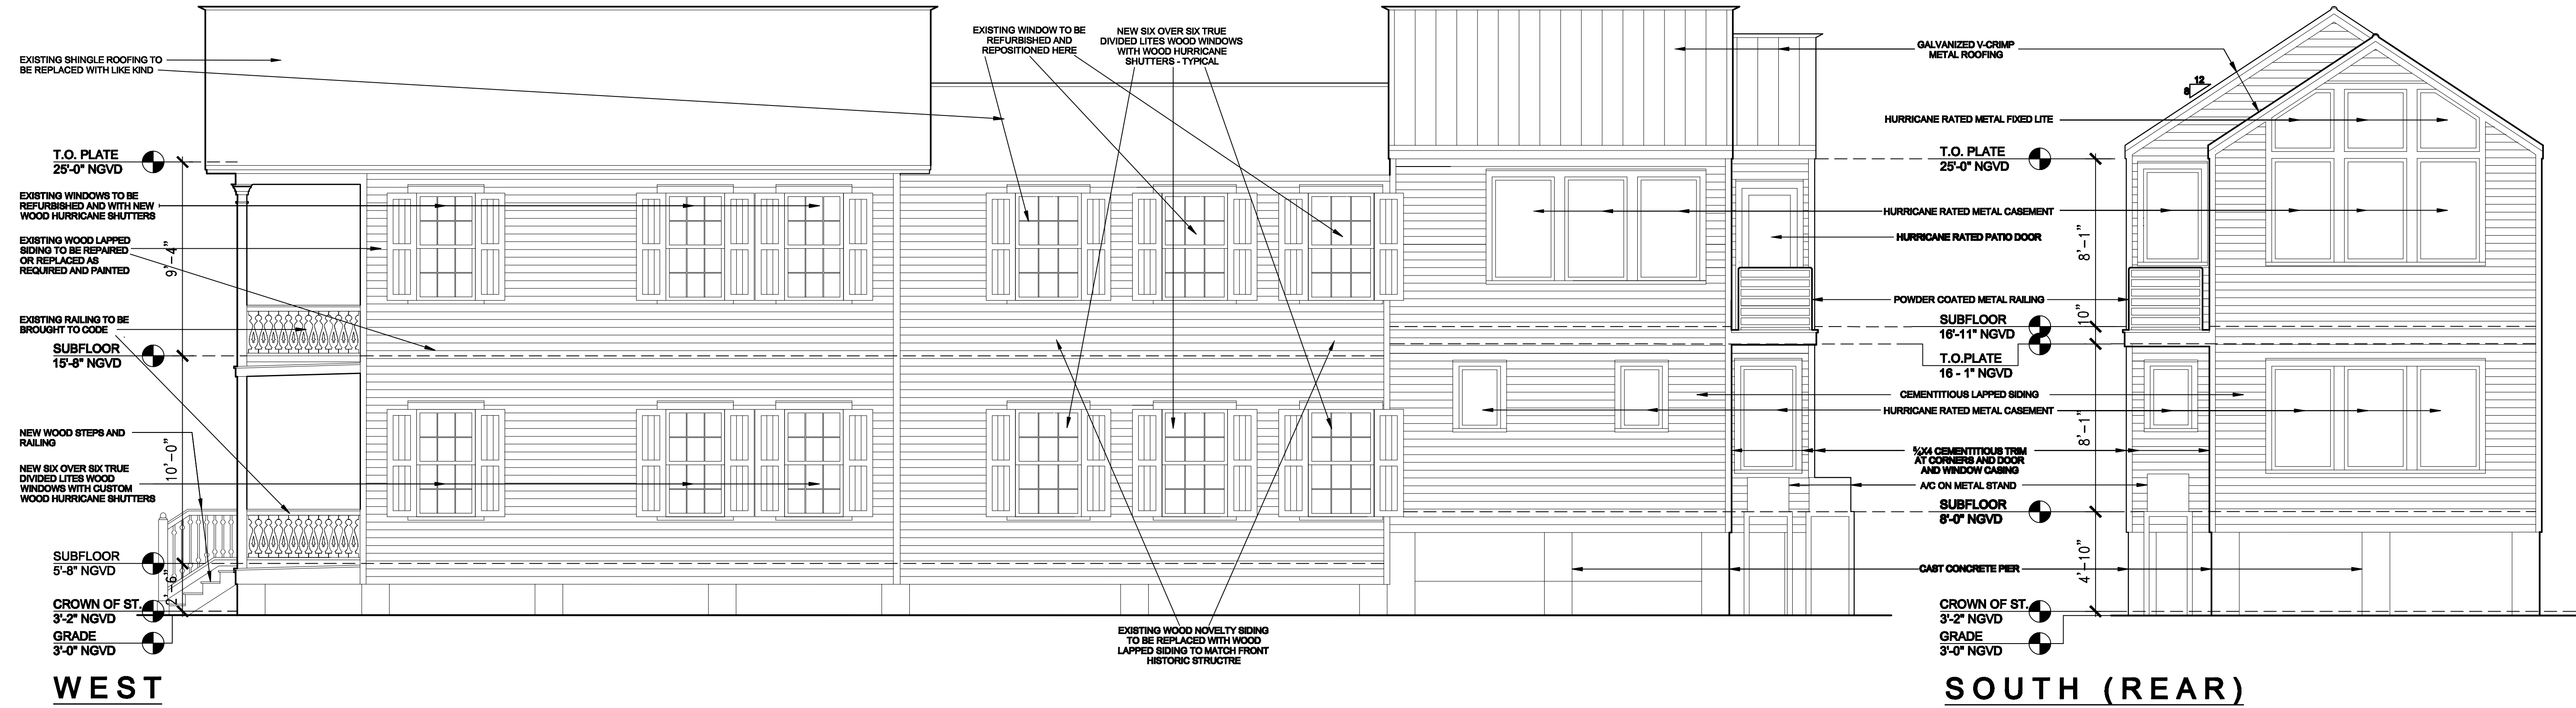 EXISTING SHINGLE ROOFING TO
BE REPLACED WITH LIKE KIND
T.O. PLATE
25'-0" NGVD
EXISTING WINDOWS TO BE
REFURBISHED AND WITH NEW
WOOD HURRICANE SHUTTERS
EXISTING WOOD LAPPED
SIDING TO BE REPAIRED
OR REPLACED AS
REQUIRED AND PAINTED
9'-4"
EXISTING RAILING TO BE
BROUGHT TO CODE
SUBFLOOR
15'-8" NGVD
NEW WOOD STEPS AND
RAILING
10'-0"
NEW SIX OVER SIX TRUE
DIVIDED LITES WOOD
WINDOWS WITH CUSTOM
WOOD HURRICANE SHUTTERS
SUBFLOOR
5'-8" NGVD
2'-6"
CROWN OF ST.
3'-2" NGVD
GRADE
3'-0" NGVD
WEST
EXISTING WINDOW TO BE
REFURBISHED AND
REPOSITIONED HERE
NEW SIX OVER SIX TRUE
DIVIDED LITES WOOD WINDOWS
WITH WOOD HURRICANE
SHUTTERS - TYPICAL
EXISTING WOOD NOVELTY SIDING
TO BE REPLACED WITH WOOD
LAPPED SIDING TO MATCH FRONT
HISTORIC STRUCTRE
GALVANIZED V-CRIMP
METAL ROOFING
12
8
HURRICANE RATED METAL FIXED LITE
T.O. PLATE
25'-0" NGVD
HURRICANE RATED METAL CASEMENT
HURRICANE RATED PATIO DOOR
8'-1"
POWDER COATED METAL RAILING
SUBFLOOR
16'-11" NGVD
10"
T.O.PLATE
16 - 1" NGVD
CEMENTITIOUS LAPPED SIDING
HURRICANE RATED METAL CASEMENT
8'-1"
X4 CEMENTITIOUS TRIM
AT CORNERS AND DOOR
AND WINDOW CASING
A/C ON METAL STAND
SUBFLOOR
8'-0" NGVD
CAST CONCRETE PIER
4'-10"
CROWN OF ST.
3'-2" NGVD
GRADE
3'-0" NGVD
SOUTH (REAR)